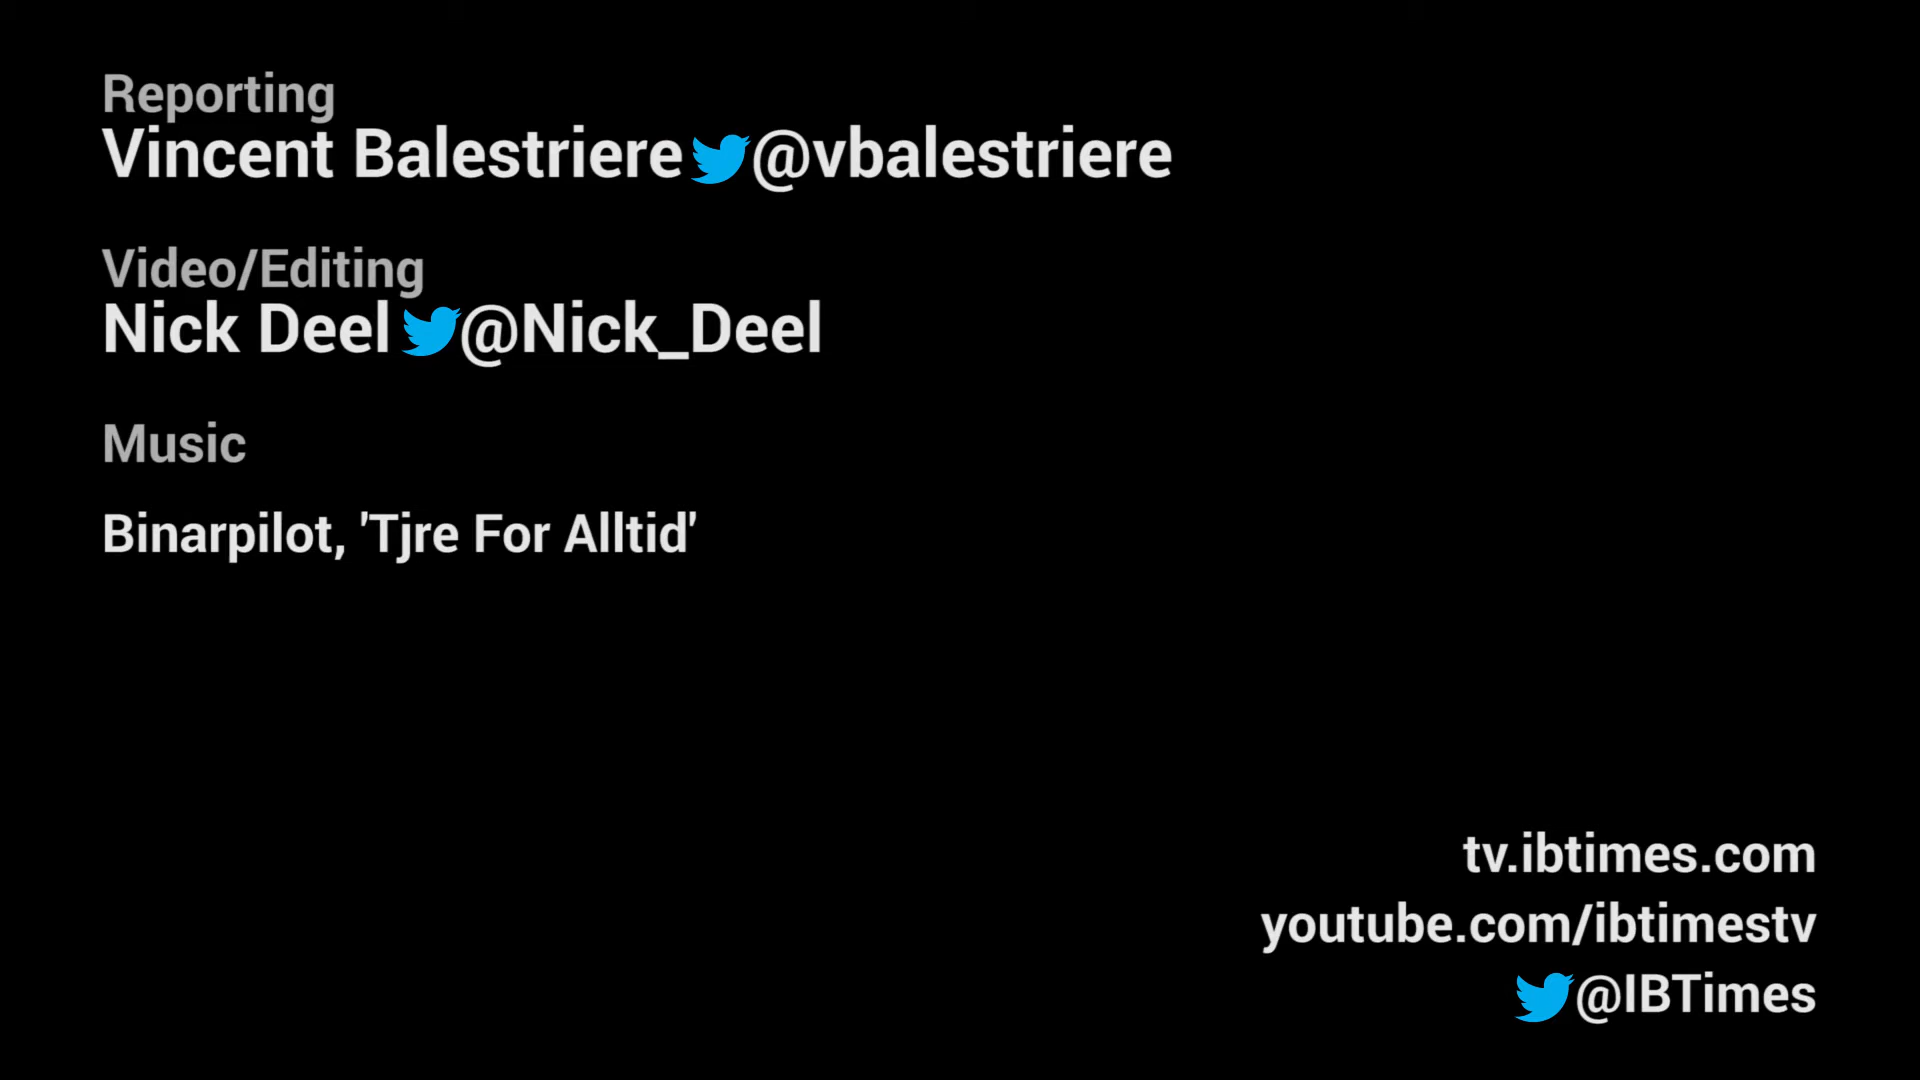 Reporting
Vincent Balestriere @vbalestriere
Video/Editing
Nick Deel @Nick_Deel
Music
Binarpilot, 'Tjre For Alltid'
tv.ibtimes.com
youtube.com/ibtimestv
@IBTimes